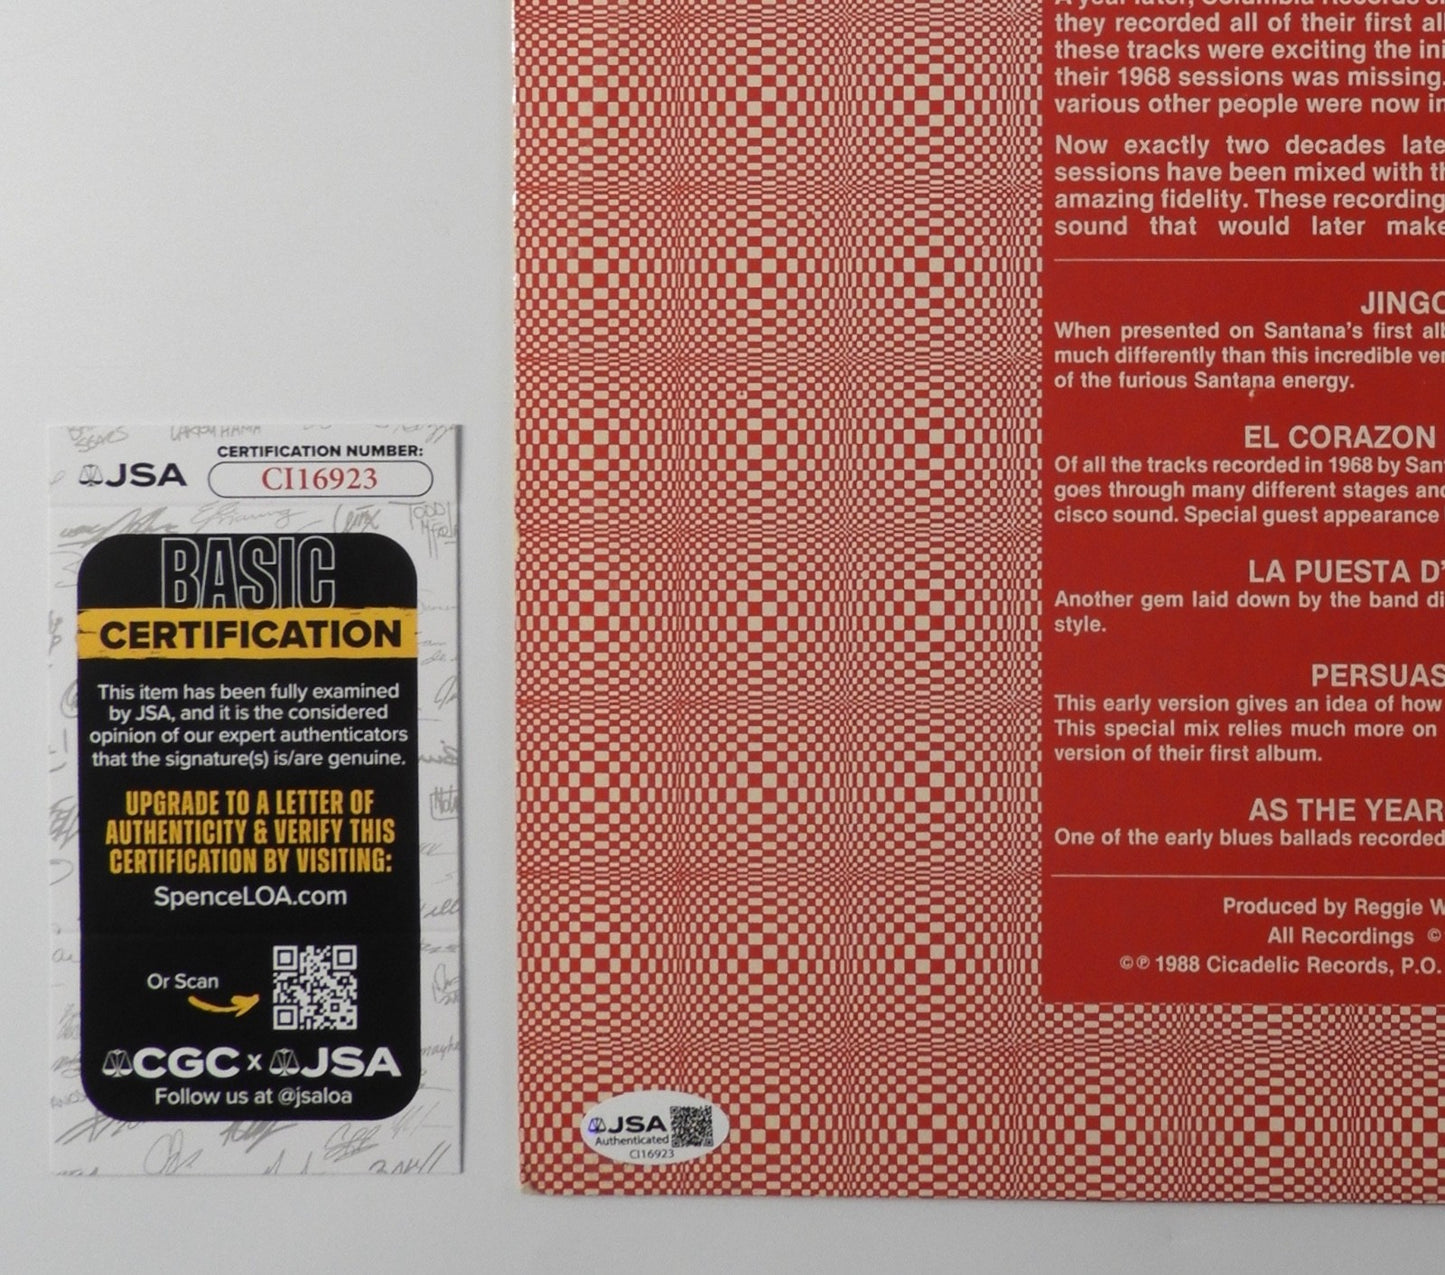 CERTIFICATION NUMBER:
JSA
CI16923
BASIC
CERTIFICATION
This item has been fully examined
by JSA, and it is the considered
opinion of our expert authenticators
that the signature(s) is/are genuine.
UPGRADE TO A LETTER OF
AUTHENTICITY & VERIFY THIS
CERTIFICATION BY VISITING:
SpenceLOA.com
Or Scan
CGC x JSA
Follow us at @jsaloa
JSA
Authenticated
CI16923
A year later, Columbia Records
they recorded all of their first al
these tracks were exciting the
their 1968 sessions was missing.
various other people were now
Now exactly two decades late
sessions have been mixed with
amazing fidelity. These recording
sound that would later make
JINGO
When presented on Santana's first al
much differently than this incredible ver
of the furious Santana energy.
EL CORAZON
Of all the tracks recorded in 1968 by San
goes through many different stages and
cisco sound. Special guest appearance
LA PUESTA D'
Another gem laid down by the band di
style.
PERSUAS
This early version gives an idea of how
This special mix relies much more on
version of their first album.
AS THE YEAR
One of the early blues ballads recorded
Produced by Reggie W
All Recordings ©
©℗ 1988 Cicadelic Records, P.O.